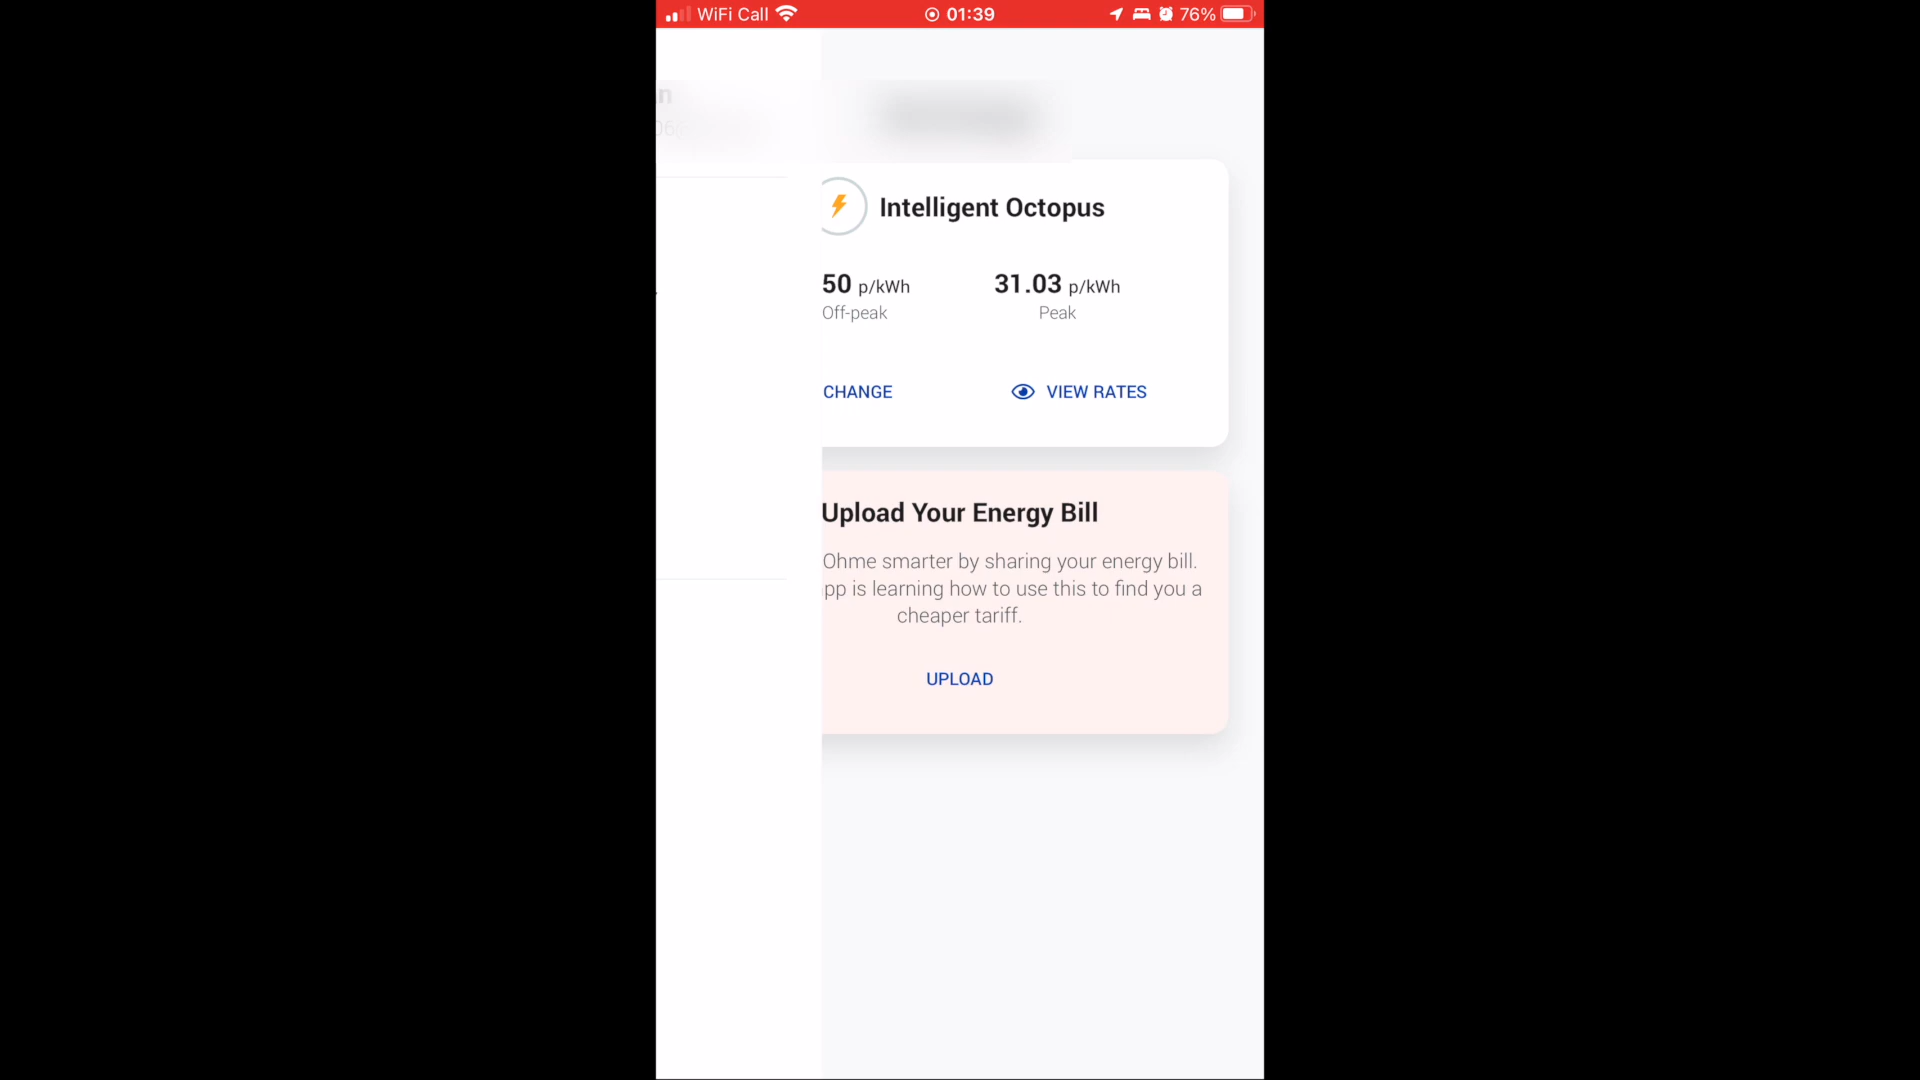 WiFi Call 01:39 76%
Intelligent Octopus
50 p/kWh 31.03 p/kWh
Off-peak Peak
CHANGE VIEW RATES
Upload Your Energy Bill
Ohme smarter by sharing your energy bill.
pp is learning how to use this to find you a
cheaper tariff.
UPLOAD